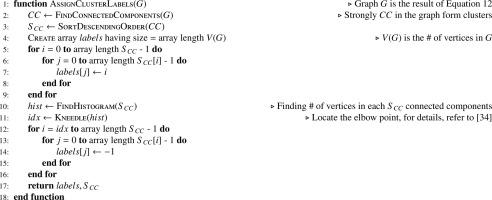 1: function ASSIGNCLUSTERLABELS(G) ▷ Graph G is the result of Equation 12
2: CC ← FINDCONNECTEDCOMPONENTS(G) ▷ Strongly CC in the graph form clusters
3: S_CC ← SORTDESCENDINGORDER(CC)
4: CREATE array labels having size = array length V(G) ▷ V(G) is the # of vertices in G
5: for i = 0 to array length S_CC - 1 do
6: for j = 0 to array length S_CC[i] - 1 do
7: labels[j] ← i
8: end for
9: end for
10: hist ← FINDHISTOGRAM(S_CC) ▷ Finding # of vertices in each S_CC connected components
11: idx ← KNEEDLE(hist) ▷ Locate the elbow point, for details, refer to [34]
12: for i = idx to array length S_CC - 1 do
13: for j = 0 to array length S_CC[i] - 1 do
14: labels[j] ← −1
15: end for
16: end for
17: return labels, S_CC
18: end function